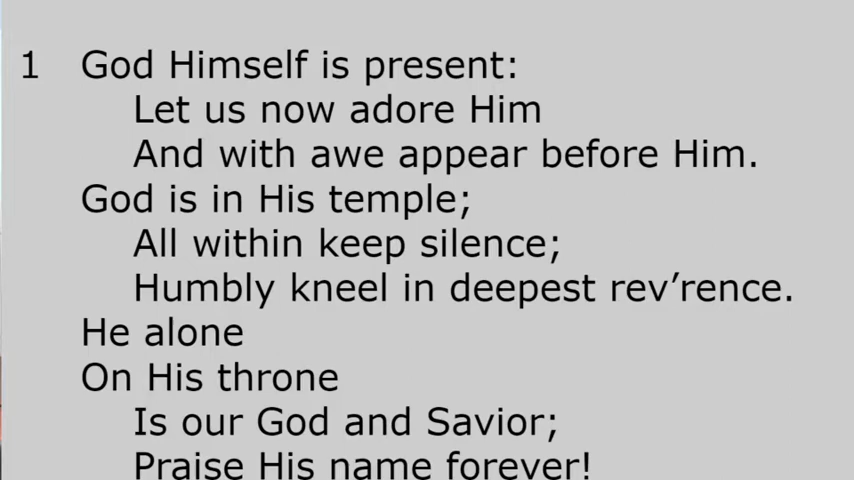 1 God Himself is present:
Let us now adore Him
And with awe appear before Him.
God is in His temple;
All within keep silence;
Humbly kneel in deepest rev’rence.
He alone
On His throne
Is our God and Savior;
Praise His name forever!